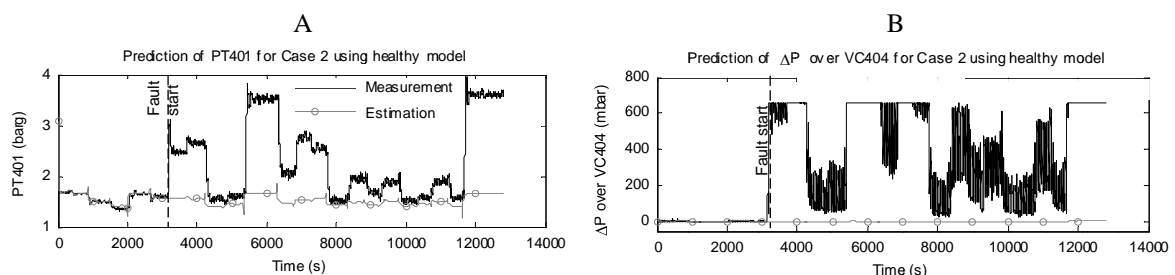 A
Prediction of PT401 for Case 2 using healthy model
4
3
2
1
PT401 (barg)
Fault start
Measurement
Estimation
0
2000
4000
6000
8000
10000
12000
14000
Time (s)
B
Prediction of ΔP over VC404 for Case 2 using healthy model
800
600
400
200
0
ΔP over VC404 (mbar)
Fault start
0
2000
4000
6000
8000
10000
12000
14000
Time (s)